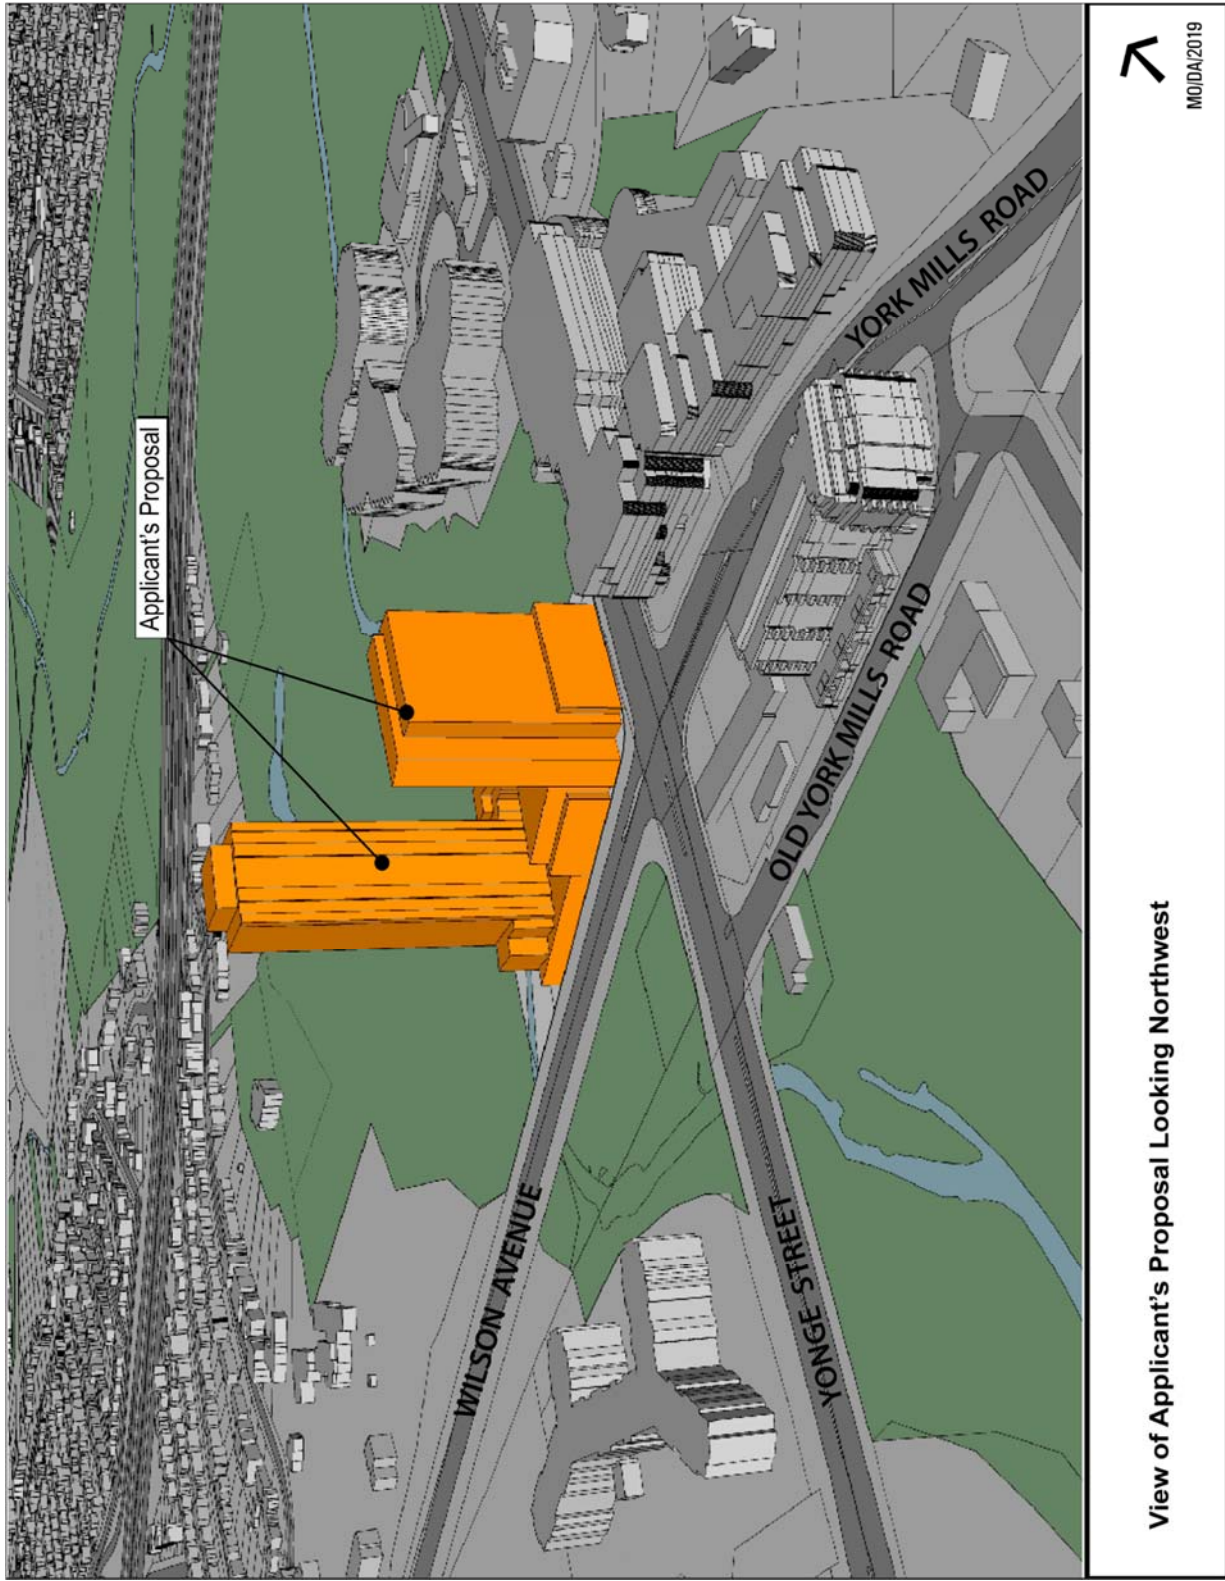 Applicant's Proposal
WILSON AVENUE
YONGE STREET
OLD YORK MILLS ROAD
YORK MILLS ROAD
View of Applicant's Proposal Looking Northwest
MO/DA/2019